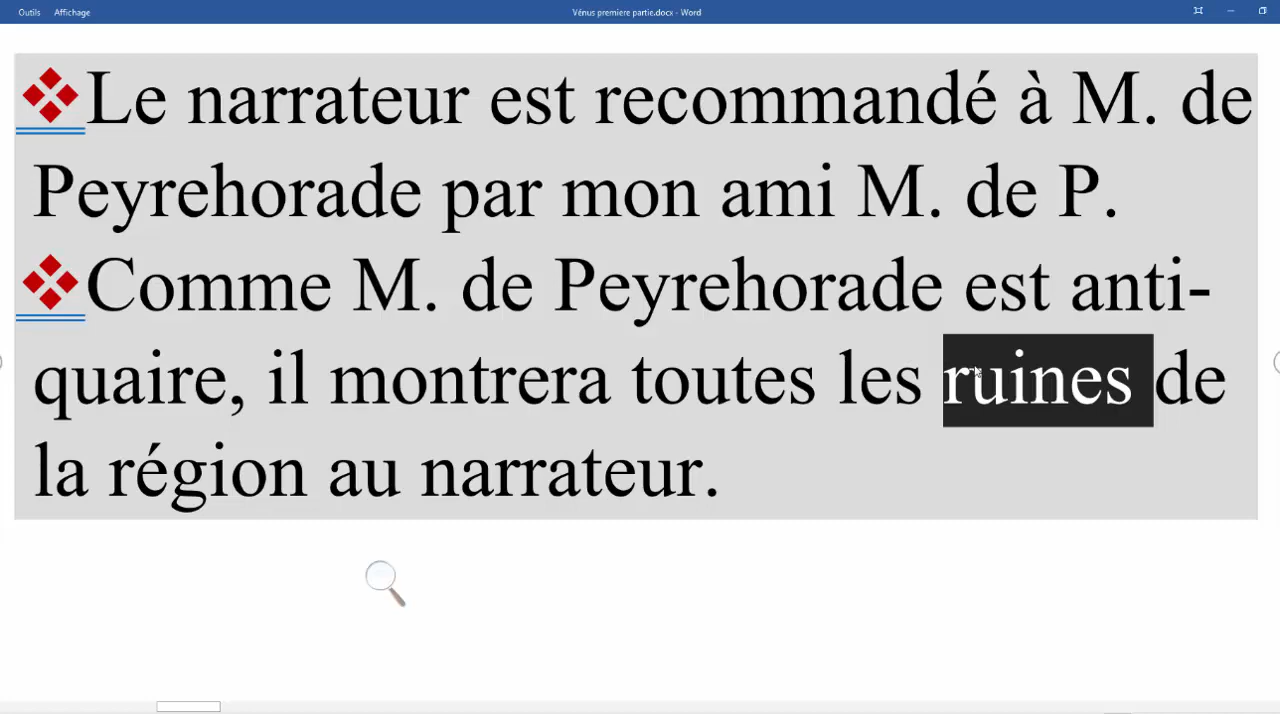 Outils Affichage Vénus premiere partie.docx - Word
Le narrateur est recommandé à M. de
Peyrehorade par mon ami M. de P.
Comme M. de Peyrehorade est anti-
quaire, il montrera toutes les ruines de
la région au narrateur.